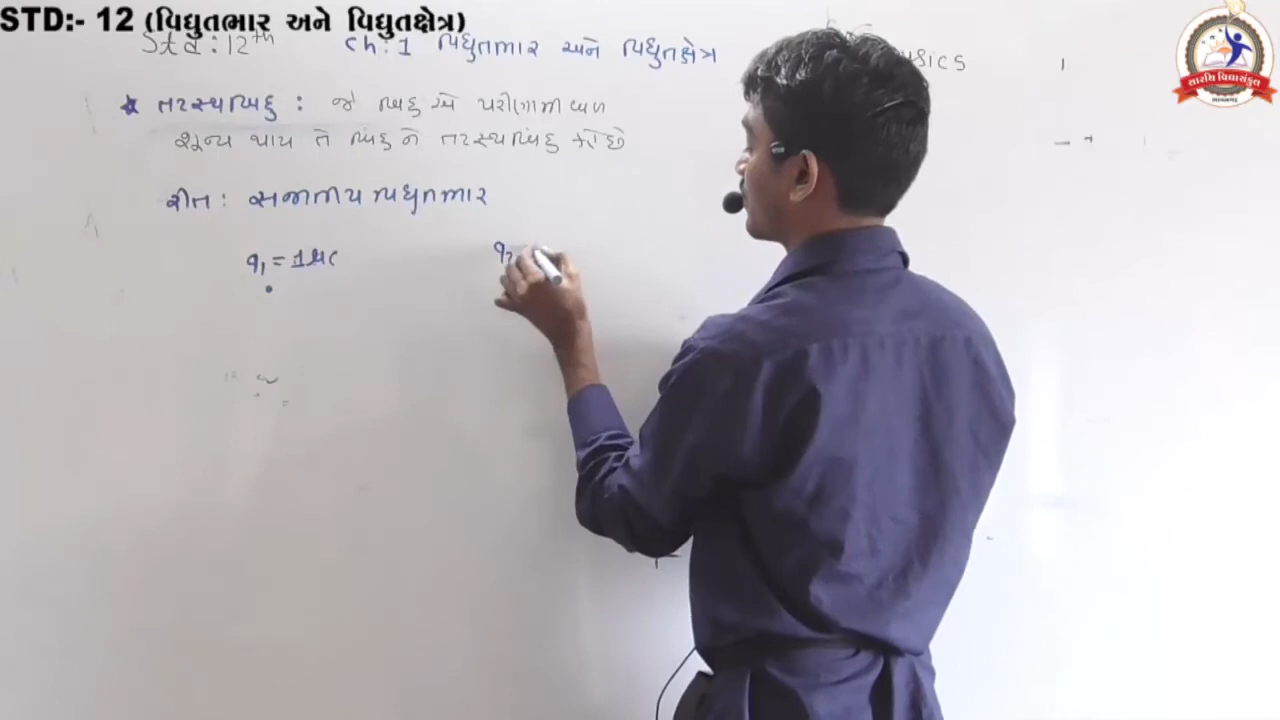 STD:- 12 (વિદ્યુતભાર અને વિદ્યુતક્ષેત્ર)
Std : 12th ch : 1 વિદ્યુતભાર અને વિદ્યુતક્ષેત્ર
તટસ્થબિંદુ : જે બિંદુ એ પરીણામી બળ
શૂન્ય થાય તે બિંદુ ને તટસ્થબિંદુ કહે છે
રીત : સજાતીય વિદ્યુતભાર
q₁ = 1μc q₂
સારથિ વિદ્યાસંકુલ